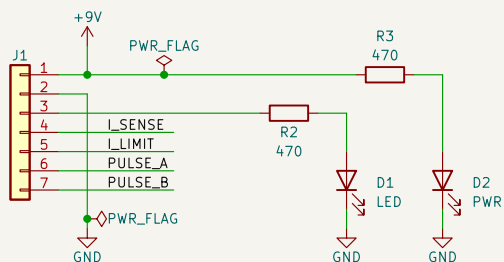 +9V
PWR_FLAG
R3
470
J1
1
2
3
4
5
6
7
I_SENSE
I_LIMIT
PULSE_A
PULSE_B
R2
470
D1
LED
D2
PWR
PWR_FLAG
GND
GND
GND